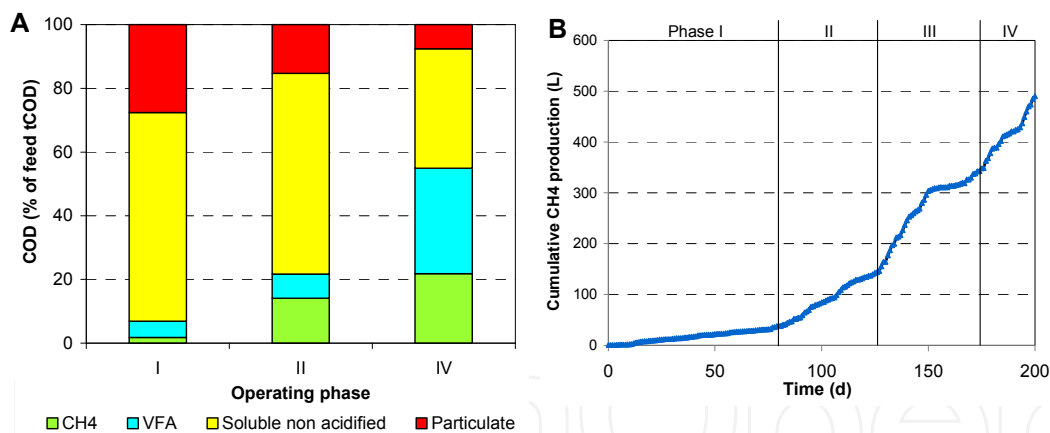 A
COD (% of feed tCOD)
100
80
60
40
20
0
I
II
IV
Operating phase
CH4
VFA
Soluble non acidified
Particulate
B
Cumulative CH4 production (L)
Phase I
II
III
IV
600
500
400
300
200
100
0
0
50
100
150
200
Time (d)